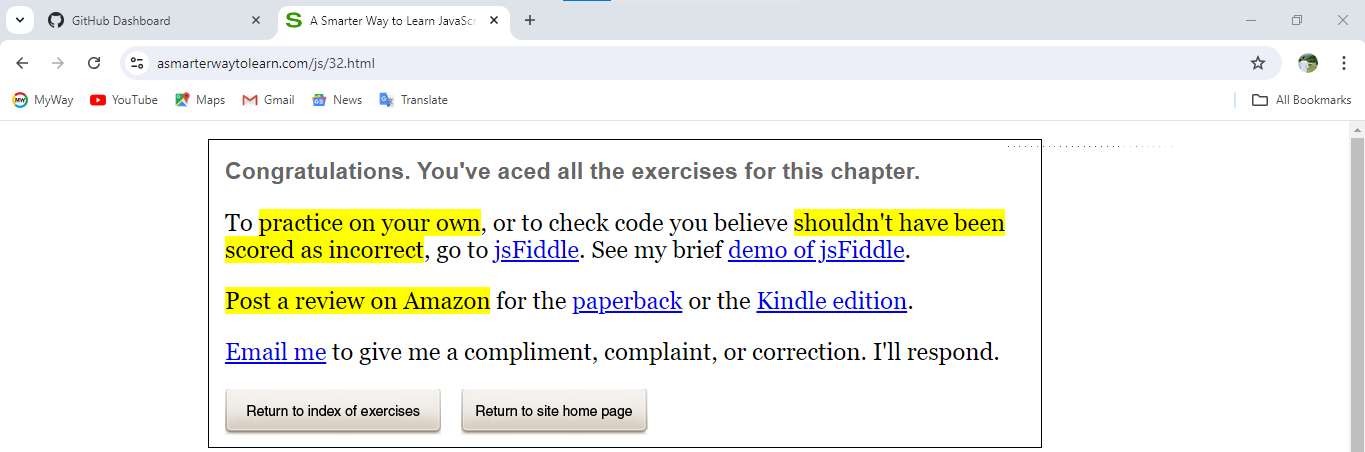 GitHub Dashboard
A Smarter Way to Learn JavaScr
asmarterwaytolearn.com/js/32.html
MyWay YouTube Maps Gmail News Translate All Bookmarks
Congratulations. You've aced all the exercises for this chapter.
To practice on your own, or to check code you believe shouldn't have been
scored as incorrect, go to jsFiddle. See my brief demo of jsFiddle.
Post a review on Amazon for the paperback or the Kindle edition.
Email me to give me a compliment, complaint, or correction. I'll respond.
Return to index of exercises Return to site home page